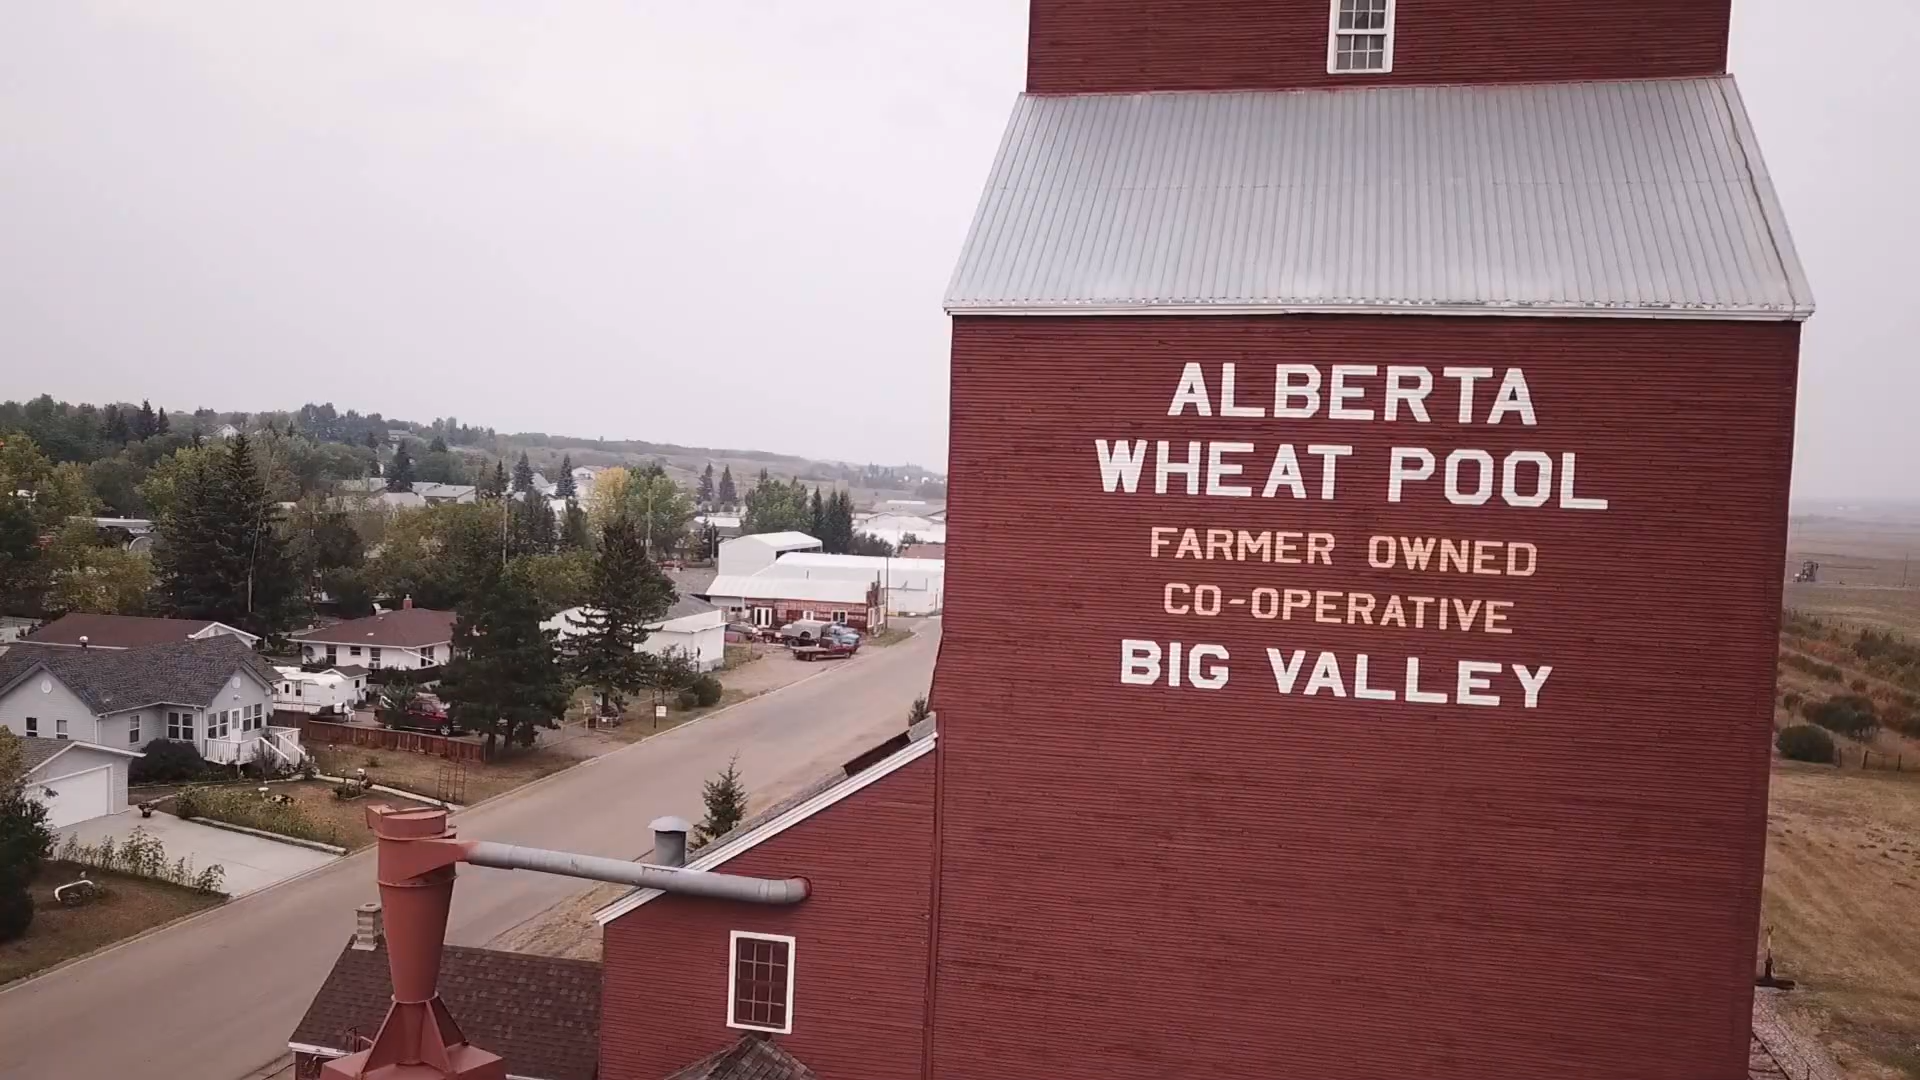 ALBERTA
WHEAT POOL
FARMER OWNED
CO-OPERATIVE
BIG VALLEY